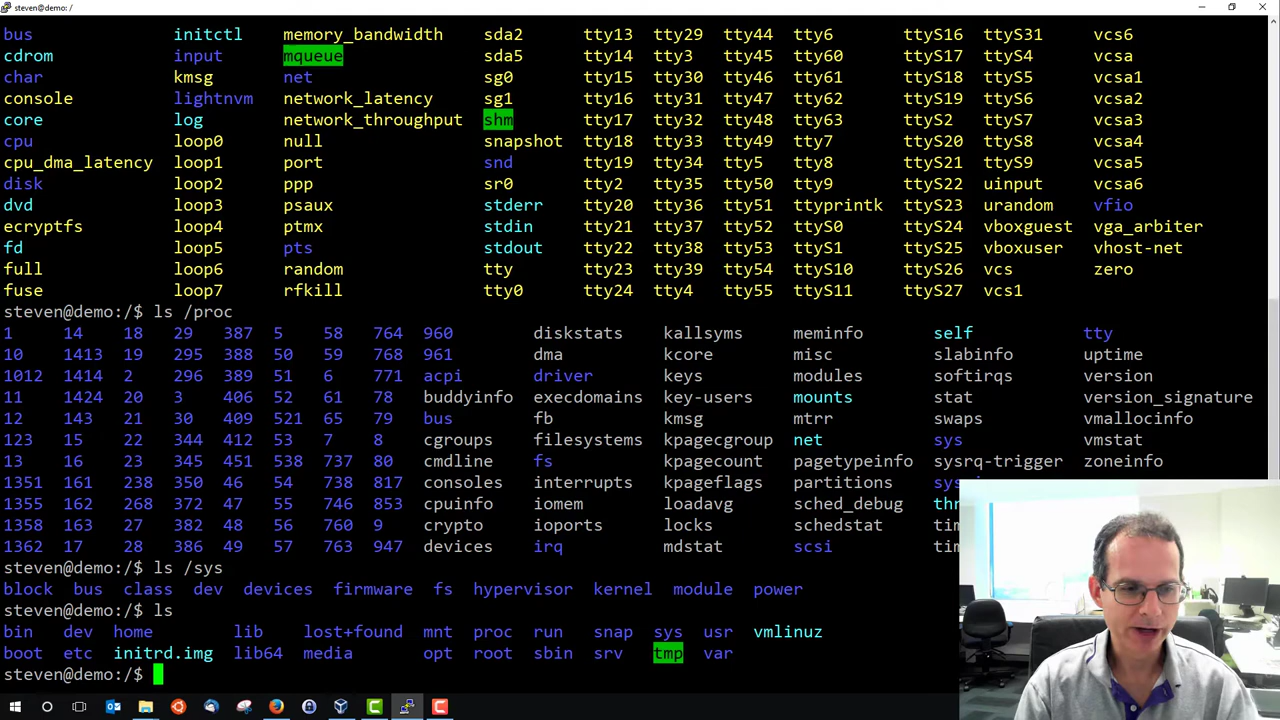 steven@demo: /
bus initctl memory_bandwidth sda2 tty13 tty29 tty44 tty6 ttyS16 ttyS31 vcs6
cdrom input mqueue sda5 tty14 tty3 tty45 tty60 ttyS17 ttyS4 vcsa
char kmsg net sg0 tty15 tty30 tty46 tty61 ttyS18 ttyS5 vcsa1
console lightnvm network_latency sg1 tty16 tty31 tty47 tty62 ttyS19 ttyS6 vcsa2
core log network_throughput shm tty17 tty32 tty48 tty63 ttyS2 ttyS7 vcsa3
cpu loop0 null snapshot tty18 tty33 tty49 tty7 ttyS20 ttyS8 vcsa4
cpu_dma_latency loop1 port snd tty19 tty34 tty5 tty8 ttyS21 ttyS9 vcsa5
disk loop2 ppp sr0 tty2 tty35 tty50 tty9 ttyS22 uinput vcsa6
dvd loop3 psaux stderr tty20 tty36 tty51 ttyprintk ttyS23 urandom vfio
ecryptfs loop4 ptmx stdin tty21 tty37 tty52 ttyS0 ttyS24 vboxguest vga_arbiter
fd loop5 pts stdout tty22 tty38 tty53 ttyS1 ttyS25 vboxuser vhost-net
full loop6 random tty tty23 tty39 tty54 ttyS10 ttyS26 vcs zero
fuse loop7 rfkill tty0 tty24 tty4 tty55 ttyS11 ttyS27 vcs1
steven@demo:/$ ls /proc
1 14 18 29 387 5 58 764 960 diskstats kallsyms meminfo self tty
10 1413 19 295 388 50 59 768 961 dma kcore misc slabinfo uptime
1012 1414 2 296 389 51 6 771 acpi driver keys modules softirqs version
11 1424 20 3 406 52 61 78 buddyinfo execdomains key-users mounts stat version_signature
12 143 21 30 409 521 65 79 bus fb kmsg mtrr swaps vmallocinfo
123 15 22 344 412 53 7 8 cgroups filesystems kpagecgroup net sys vmstat
13 16 23 345 451 538 737 80 cmdline fs kpagecount pagetypeinfo sysrq-trigger zoneinfo
1351 161 238 350 46 54 738 817 consoles interrupts kpageflags partitions
1355 162 268 372 47 55 746 853 cpuinfo iomem loadavg sched_debug
1358 163 27 382 48 56 760 9 crypto ioports locks schedstat
1362 17 28 386 49 57 763 947 devices irq mdstat scsi
steven@demo:/$ ls /sys
block bus class dev devices firmware fs hypervisor kernel module power
steven@demo:/$ ls
bin dev home lib lost+found mnt proc run snap sys usr vmlinuz
boot etc initrd.img lib64 media opt root sbin srv tmp var
steven@demo:/$